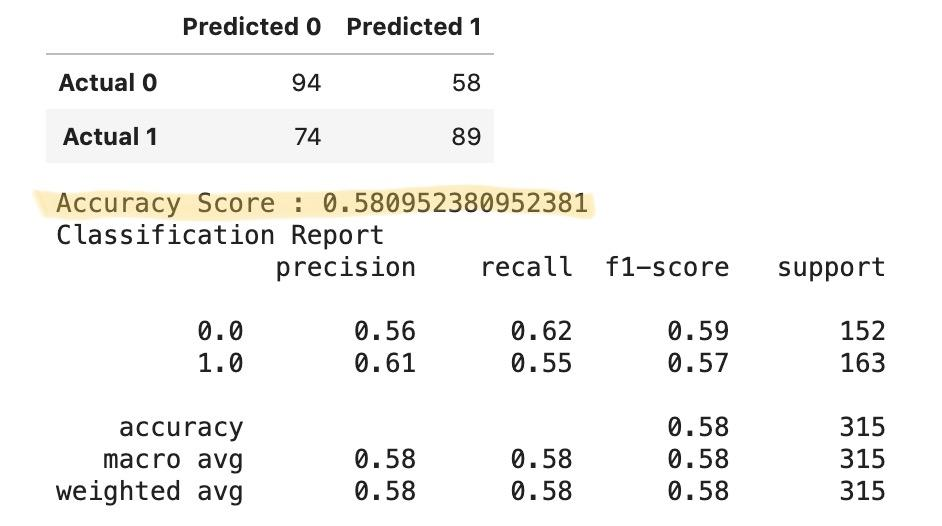 Predicted 0 Predicted 1
Actual 0 94 58
Actual 1 74 89
Accuracy Score : 0.580952380952381
Classification Report
precision recall f1-score support
0.0 0.56 0.62 0.59 152
1.0 0.61 0.55 0.57 163
accuracy 0.58 315
macro avg 0.58 0.58 0.58 315
weighted avg 0.58 0.58 0.58 315